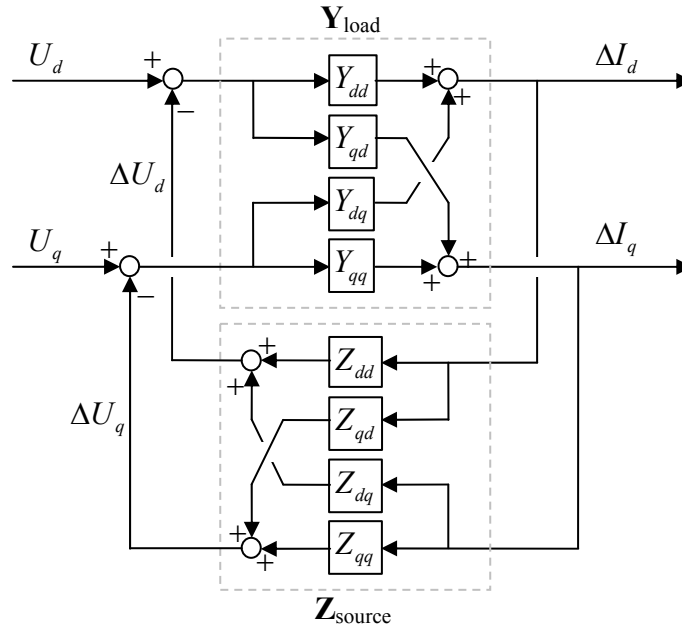 Y_load
U_d + Y_dd + ΔI_d
− +
Y_qd
ΔU_d
Y_dq
U_q + + ΔI_q
Y_qq
− +
+ Z_dd
+
Z_qd
ΔU_q
Z_dq
+
Z_qq
+
Z_source